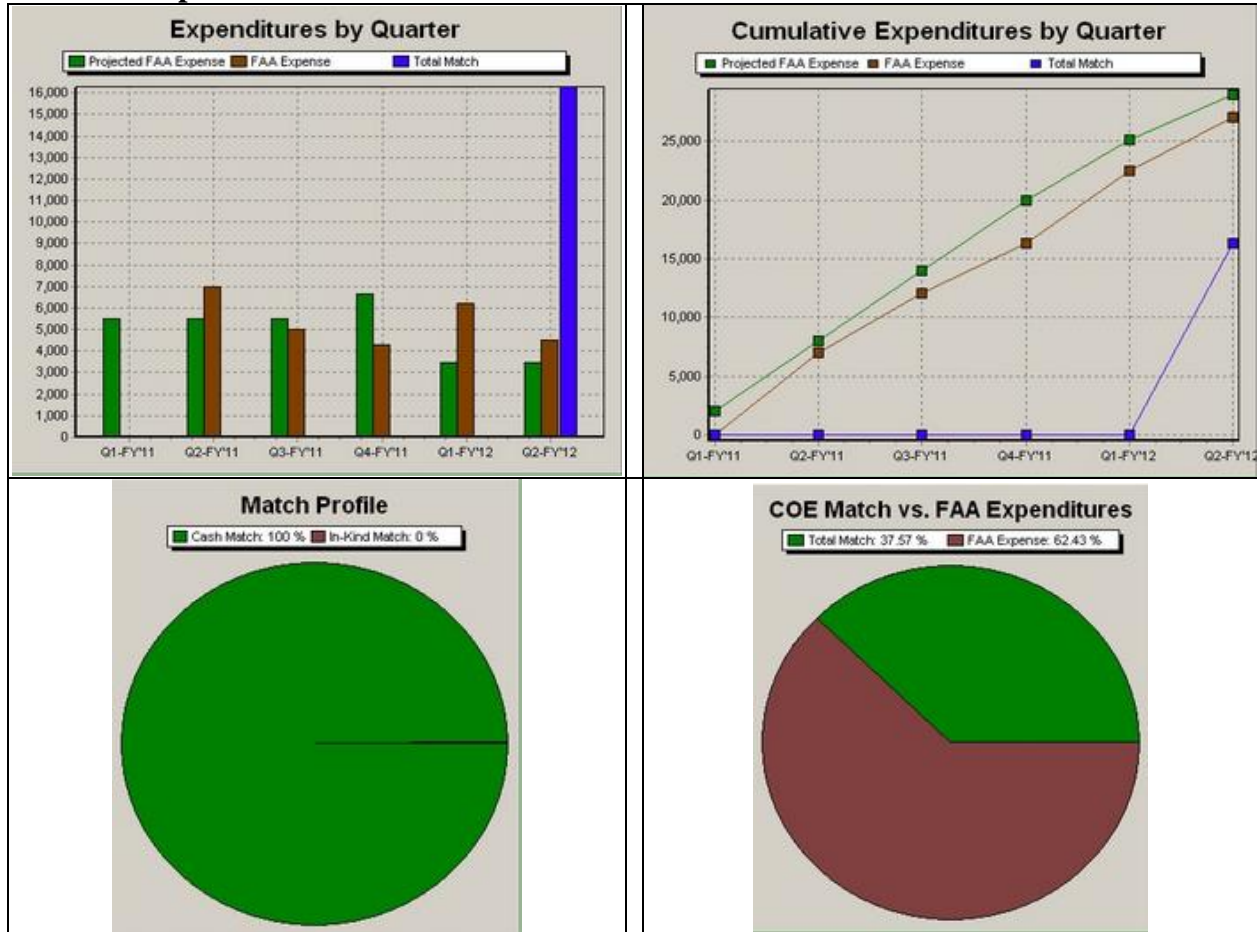 Expenditures by Quarter
Projected FAA Expense FAA Expense Total Match
16,000
15,000
14,000
13,000
12,000
11,000
10,000
9,000
8,000
7,000
6,000
5,000
4,000
3,000
2,000
1,000
0
Q1-FY'11 Q2-FY'11 Q3-FY'11 Q4-FY'11 Q1-FY'12 Q2-FY'12
Cumulative Expenditures by Quarter
Projected FAA Expense FAA Expense Total Match
25,000
20,000
15,000
10,000
5,000
0
Q1-FY'11 Q2-FY'11 Q3-FY'11 Q4-FY'11 Q1-FY'12 Q2-FY'12
Match Profile
Cash Match: 100 % In-Kind Match: 0 %
COE Match vs. FAA Expenditures
Total Match: 37.57 % FAA Expense: 62.43 %